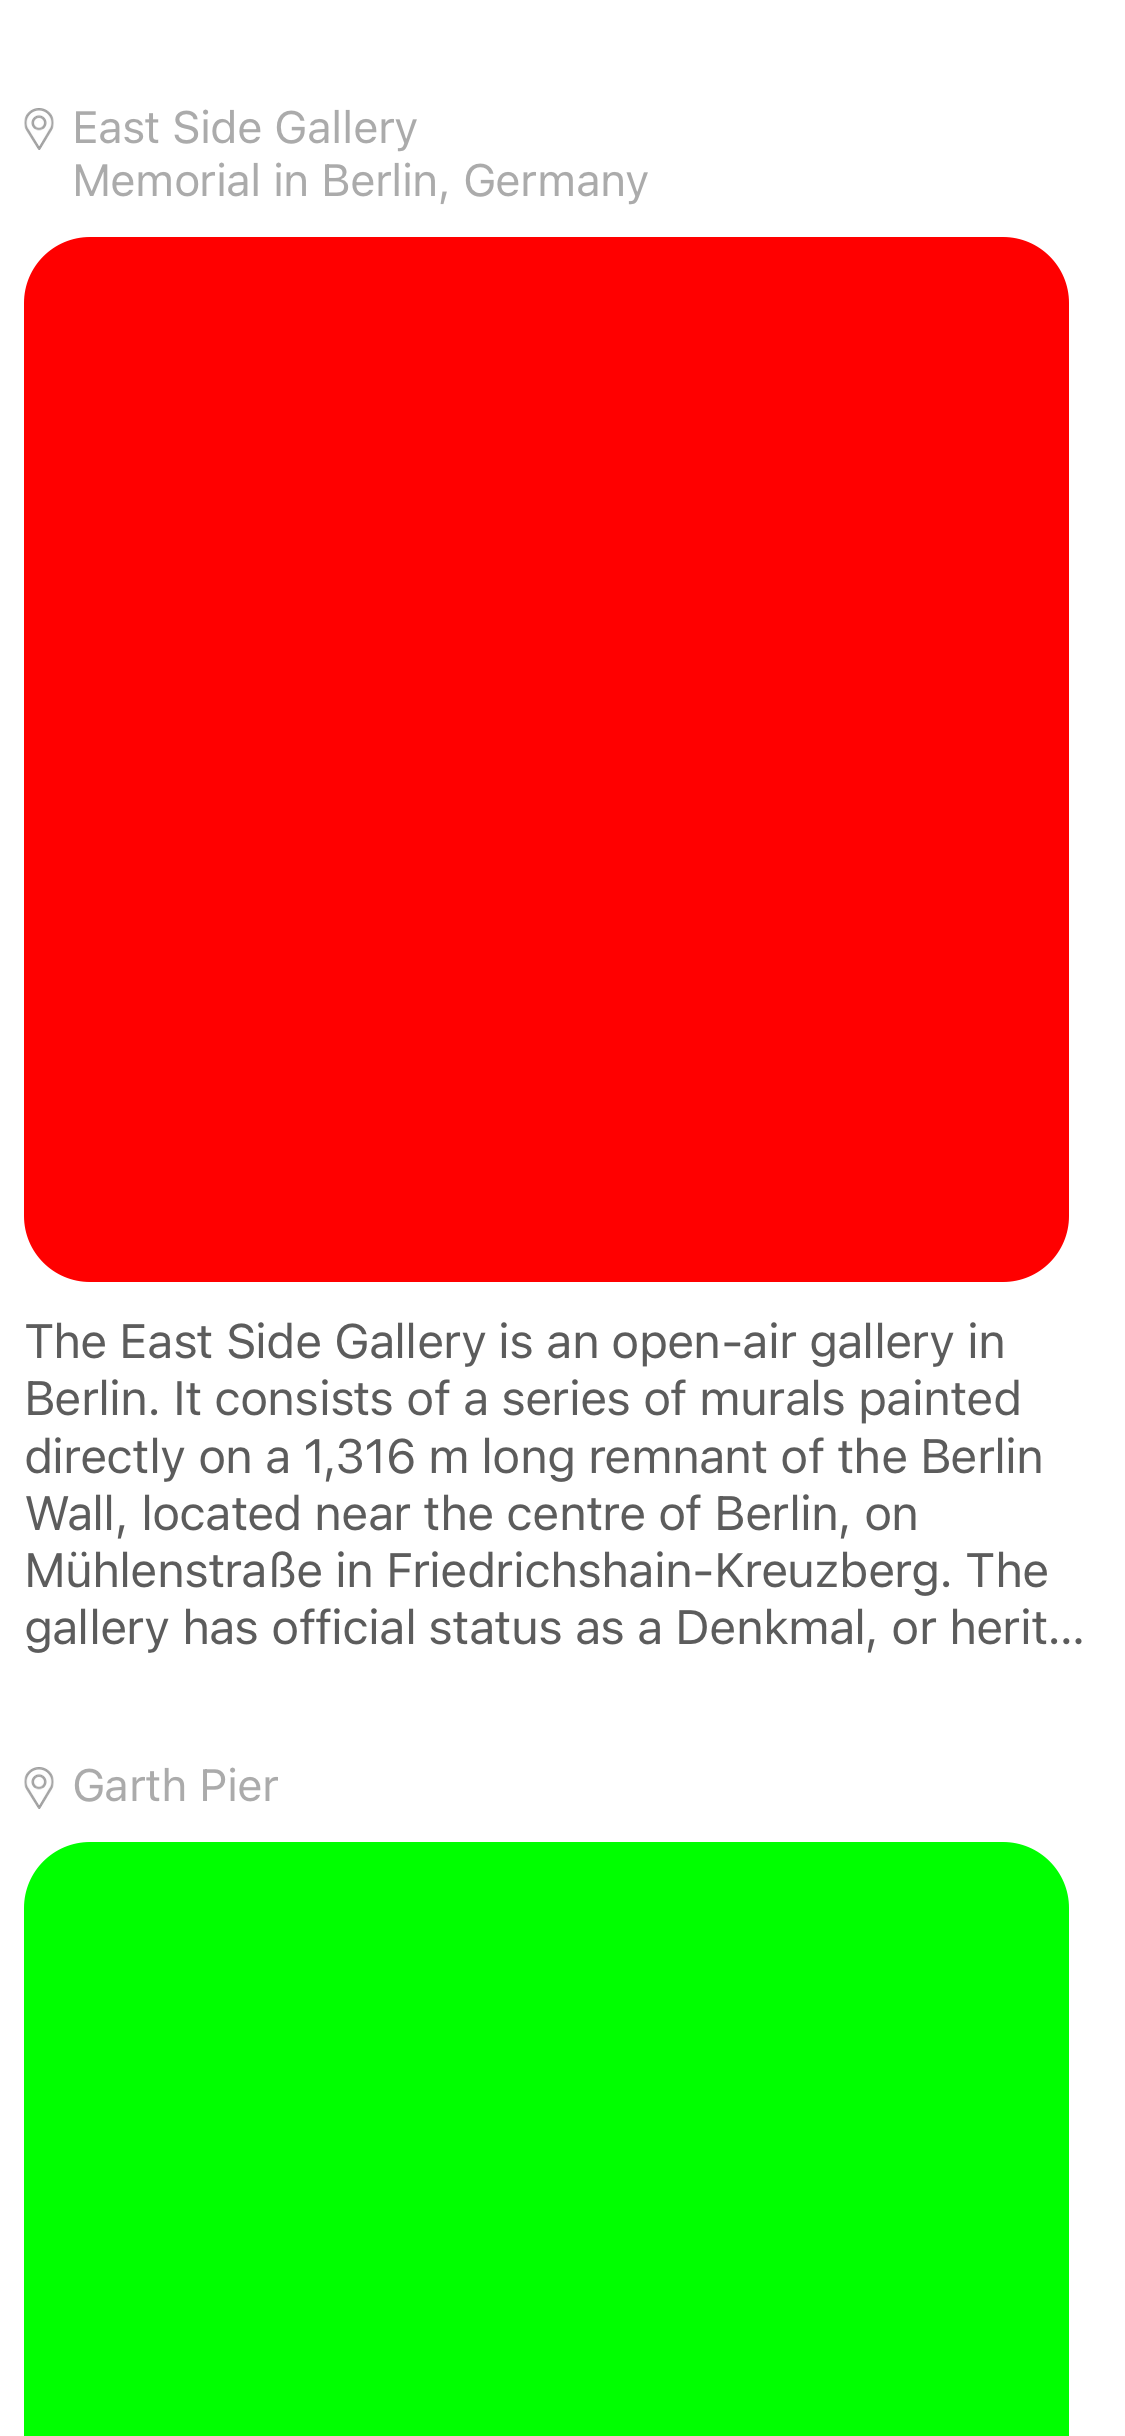 East Side Gallery
Memorial in Berlin, Germany
The East Side Gallery is an open-air gallery in
Berlin. It consists of a series of murals painted
directly on a 1,316 m long remnant of the Berlin
Wall, located near the centre of Berlin, on
Mühlenstraße in Friedrichshain-Kreuzberg. The
gallery has official status as a Denkmal, or herit...
Garth Pier